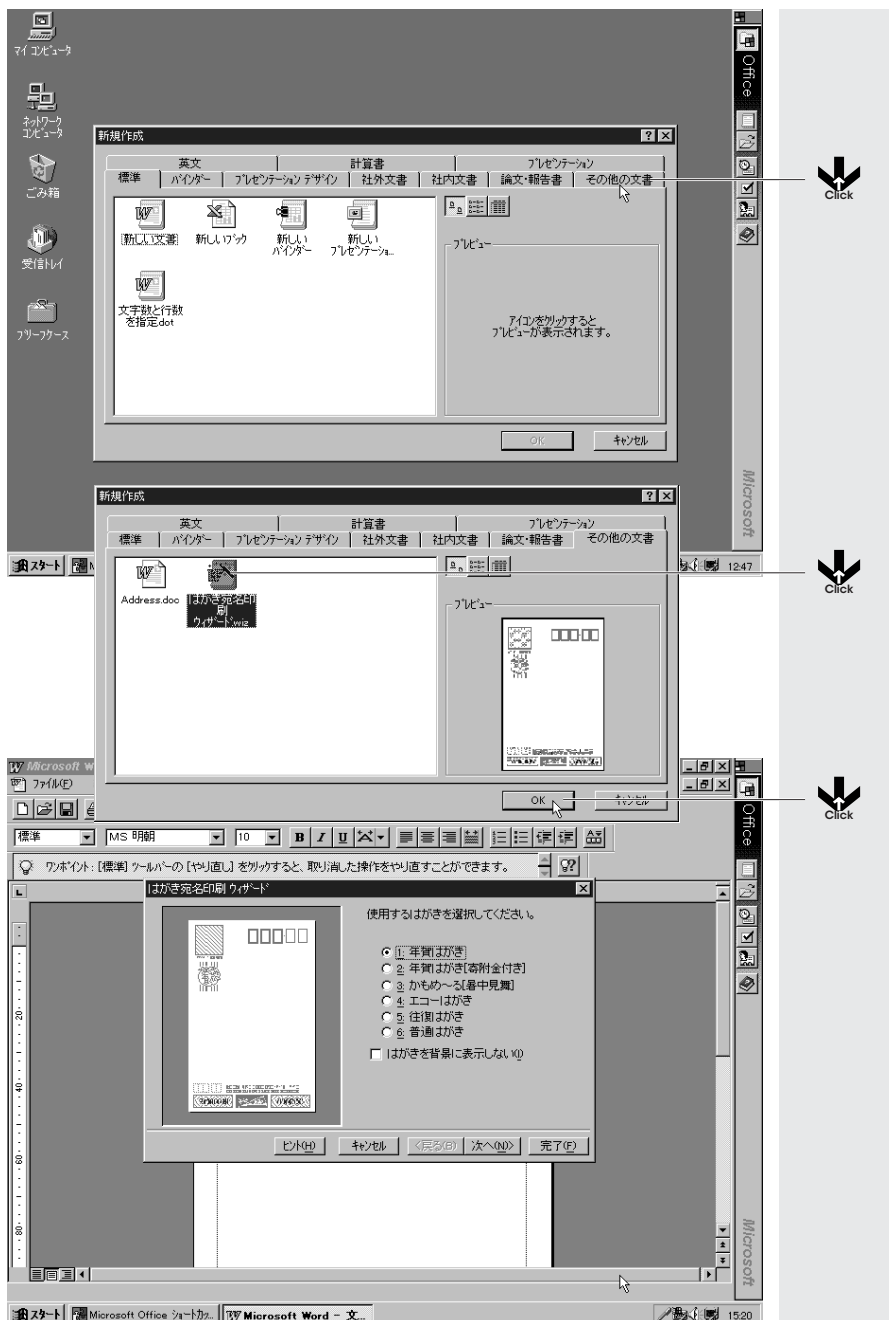 マイ コンピュータ
ネットワーク
コンピュータ
ごみ箱
受信トレイ
ブリーフケース
Office
Microsoft
新規作成
英文
計算書
プレゼンテーション
標準
バインダー
プレゼンテーション デザイン
社外文書
社内文書
論文・報告書
その他の文書
新しい文書
新しいブック
新しい
バインダー
新しい
プレゼンテーショ...
文字数と行数
を指定.dot
プレビュー
アイコンをクリックすると
プレビューが表示されます。
OK
キャンセル
Click
新規作成
英文
計算書
プレゼンテーション
標準
バインダー
プレゼンテーション デザイン
社外文書
社内文書
論文・報告書
その他の文書
Address.doc
はがき宛名印
刷
ウィザード.wiz
プレビュー
OK
キャンセル
スタート
12:47
Click
Click
Microsoft W
ファイル(F)
標準
MS 明朝
10
B I U
ワンポイント : [標準] ツールバーの [やり直し] をクリックすると、取り消した操作をやり直すことができます。
Office
はがき宛名印刷 ウィザード
使用するはがきを選択してください。
1: 年賀はがき
2: 年賀はがき[寄附金付き]
3: かもめ~る[暑中見舞]
4: エコーはがき
5: 往復はがき
6: 普通はがき
はがきを背景に表示しない(I)
ヒント(H)
キャンセル
<戻る(B)
次へ(N)>
完了(F)
20
40
60
80
Microsoft
スタート
Microsoft Office ショートカッ...
Microsoft Word - 文...
15:20